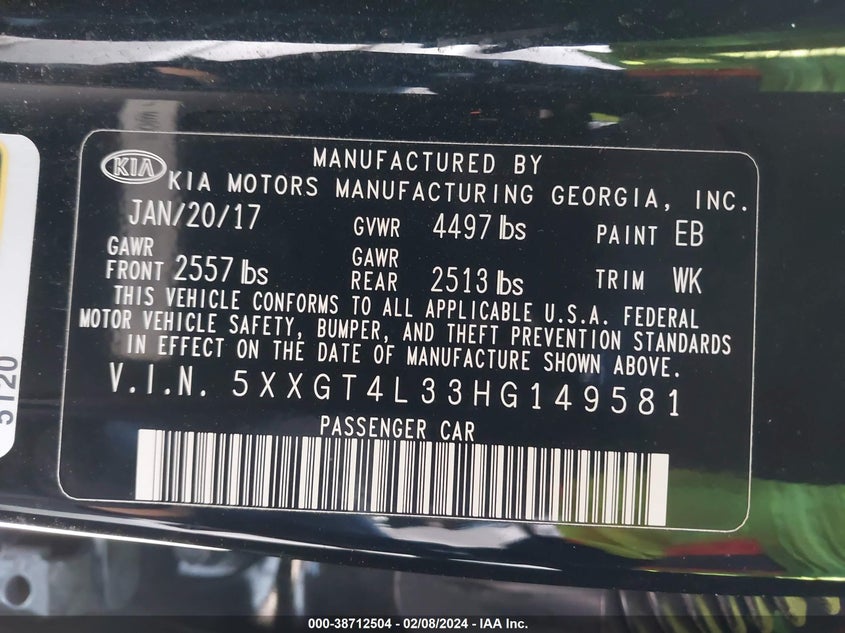 MANUFACTURED BY
KIA KIA MOTORS MANUFACTURING GEORGIA, INC.
JAN/20/17 GVWR 4497 lbs PAINT EB
GAWR FRONT 2557 lbs GAWR REAR 2513 lbs TRIM WK
THIS VEHICLE CONFORMS TO ALL APPLICABLE U.S.A. FEDERAL
MOTOR VEHICLE SAFETY, BUMPER, AND THEFT PREVENTION STANDARDS
IN EFFECT ON THE DATE OF MANUFACTURE SHOWN ABOVE.
V.I.N. 5XXGT4L33HG149581
PASSENGER CAR
000-38712504 - 02/08/2024 - IAA Inc.